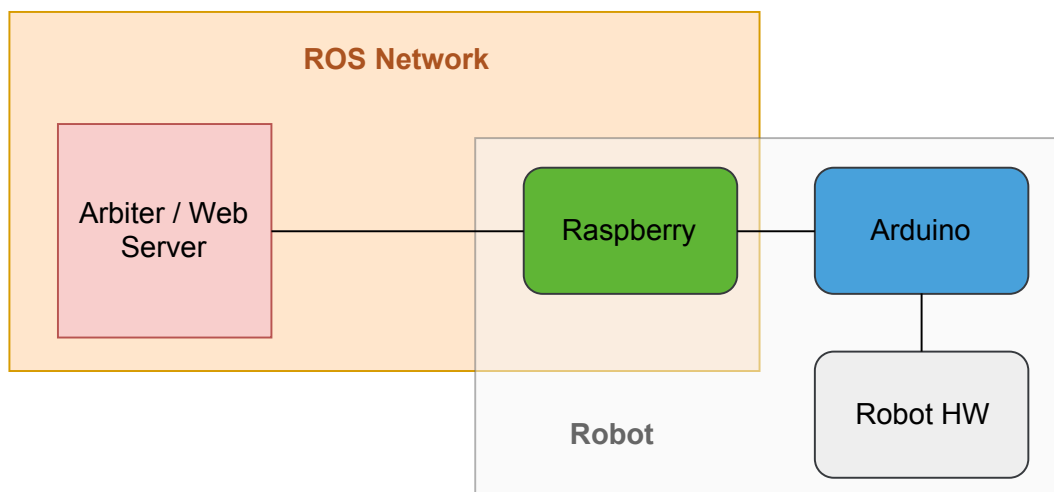 ROS Network
Arbiter / Web
Server
Raspberry
Arduino
Robot HW
Robot